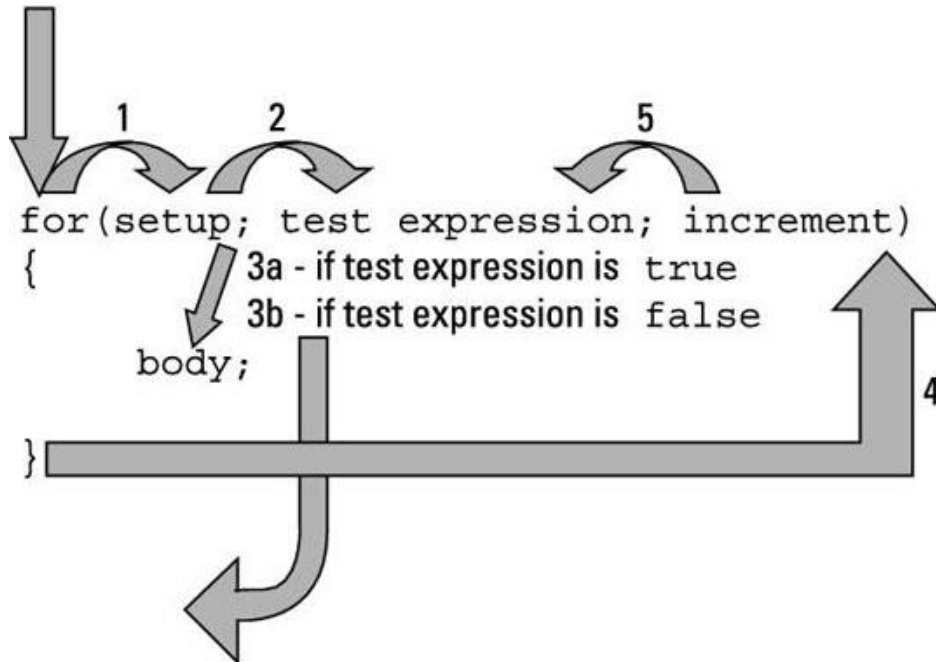 1 2 5
for(setup; test expression; increment)
{ 3a - if test expression is true
3b - if test expression is false
body;
4
}